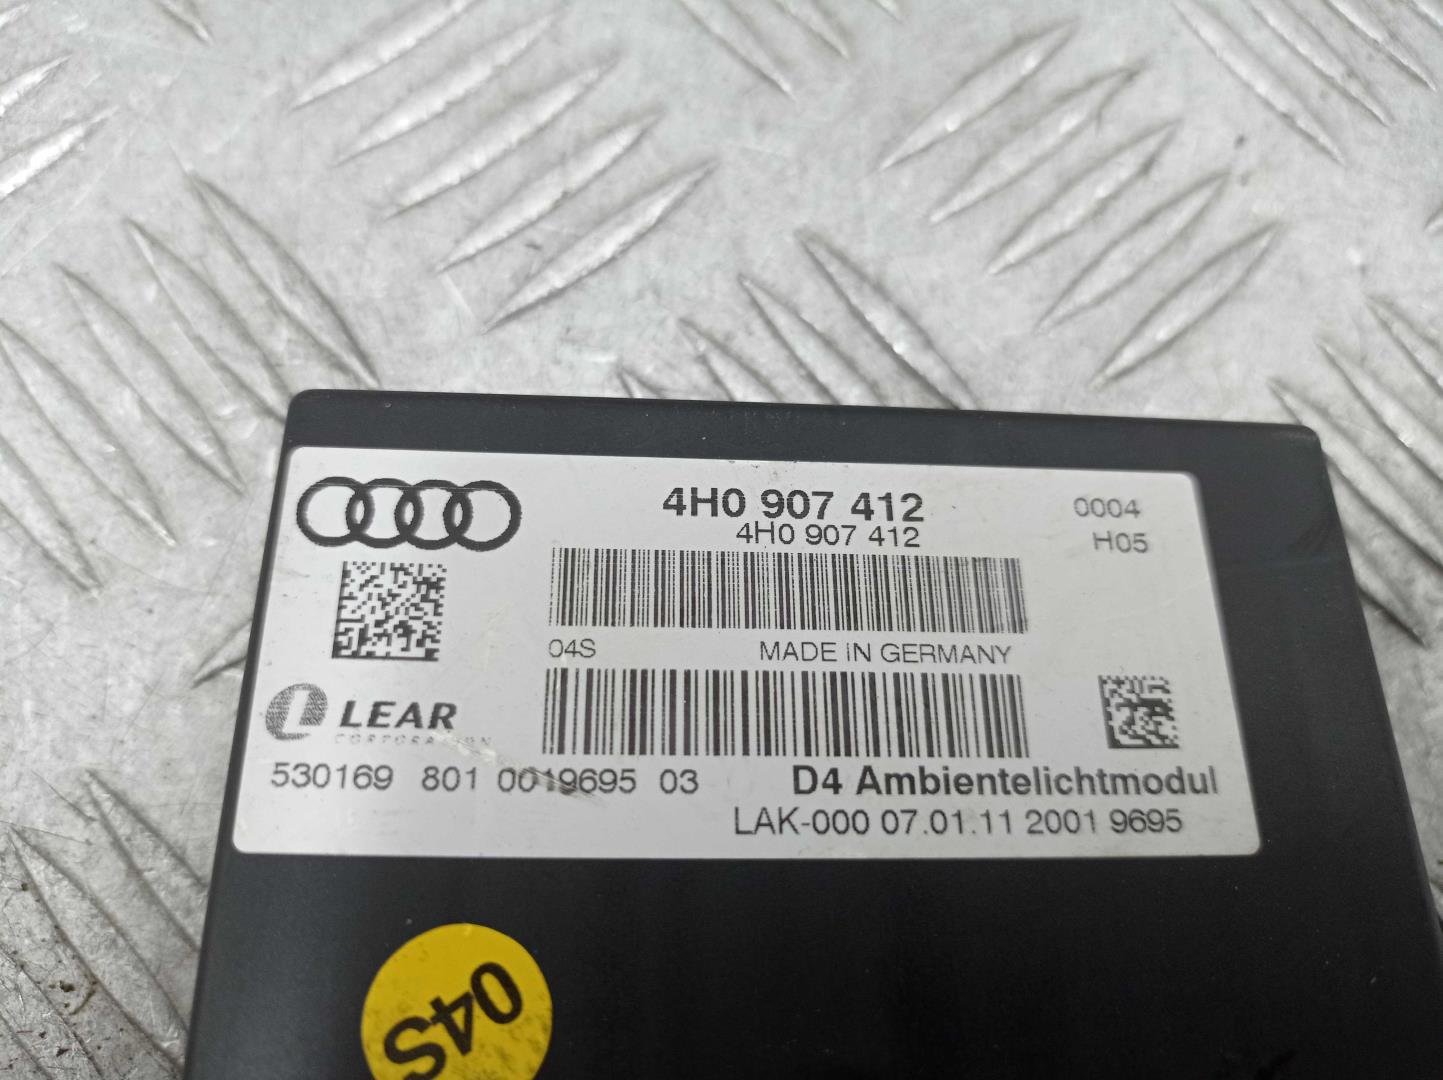 4H0 907 412
4H0 907 412
0004
H05
04S
MADE IN GERMANY
LEAR
CORPORATION
530169 801 0019695 03
D4 Ambientelichtmodul
LAK-000 07.01.11 2001 9695
04S